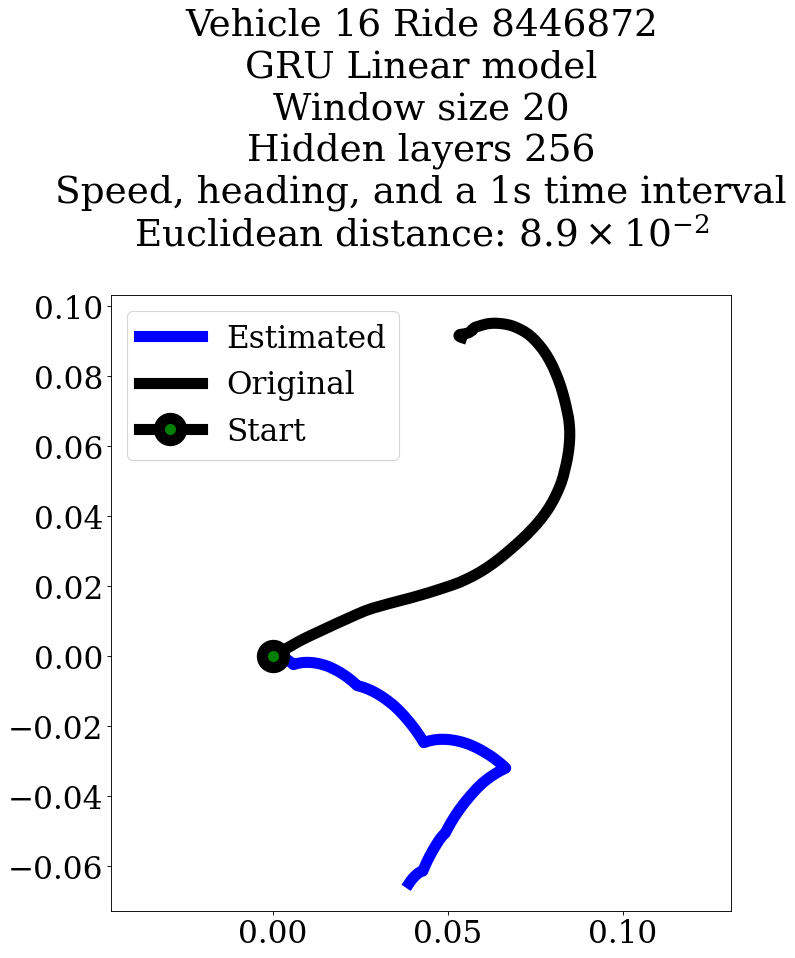 Vehicle 16 Ride 8446872
GRU Linear model
Window size 20
Hidden layers 256
Speed, heading, and a 1s time interval
Euclidean distance: 8.9 × 10⁻²
Estimated
Original
Start
0.10
0.08
0.06
0.04
0.02
0.00
−0.02
−0.04
−0.06
0.00 0.05 0.10